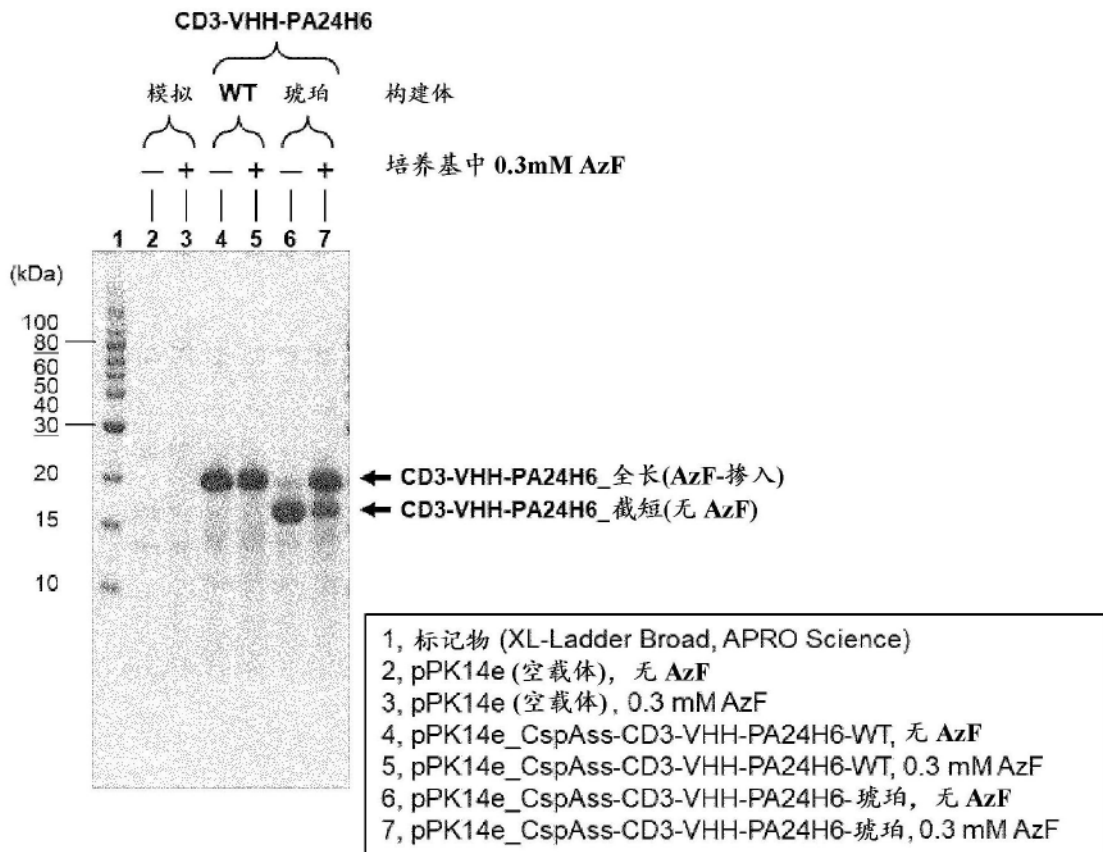 CD3-VHH-PA24H6
模拟 WT 琥珀 构建体
— + — + — + 培养基中 0.3mM AzF
1 2 3 4 5 6 7
(kDa)
100
80
60
50
40
30
20
15
10
CD3-VHH-PA24H6_全长(AzF-掺入)
CD3-VHH-PA24H6_截短(无 AzF)
1, 标记物 (XL-Ladder Broad, APRO Science)
2, pPK14e (空载体), 无 AzF
3, pPK14e (空载体), 0.3 mM AzF
4, pPK14e_CspAss-CD3-VHH-PA24H6-WT, 无 AzF
5, pPK14e_CspAss-CD3-VHH-PA24H6-WT, 0.3 mM AzF
6, pPK14e_CspAss-CD3-VHH-PA24H6-琥珀, 无 AzF
7, pPK14e_CspAss-CD3-VHH-PA24H6-琥珀, 0.3 mM AzF